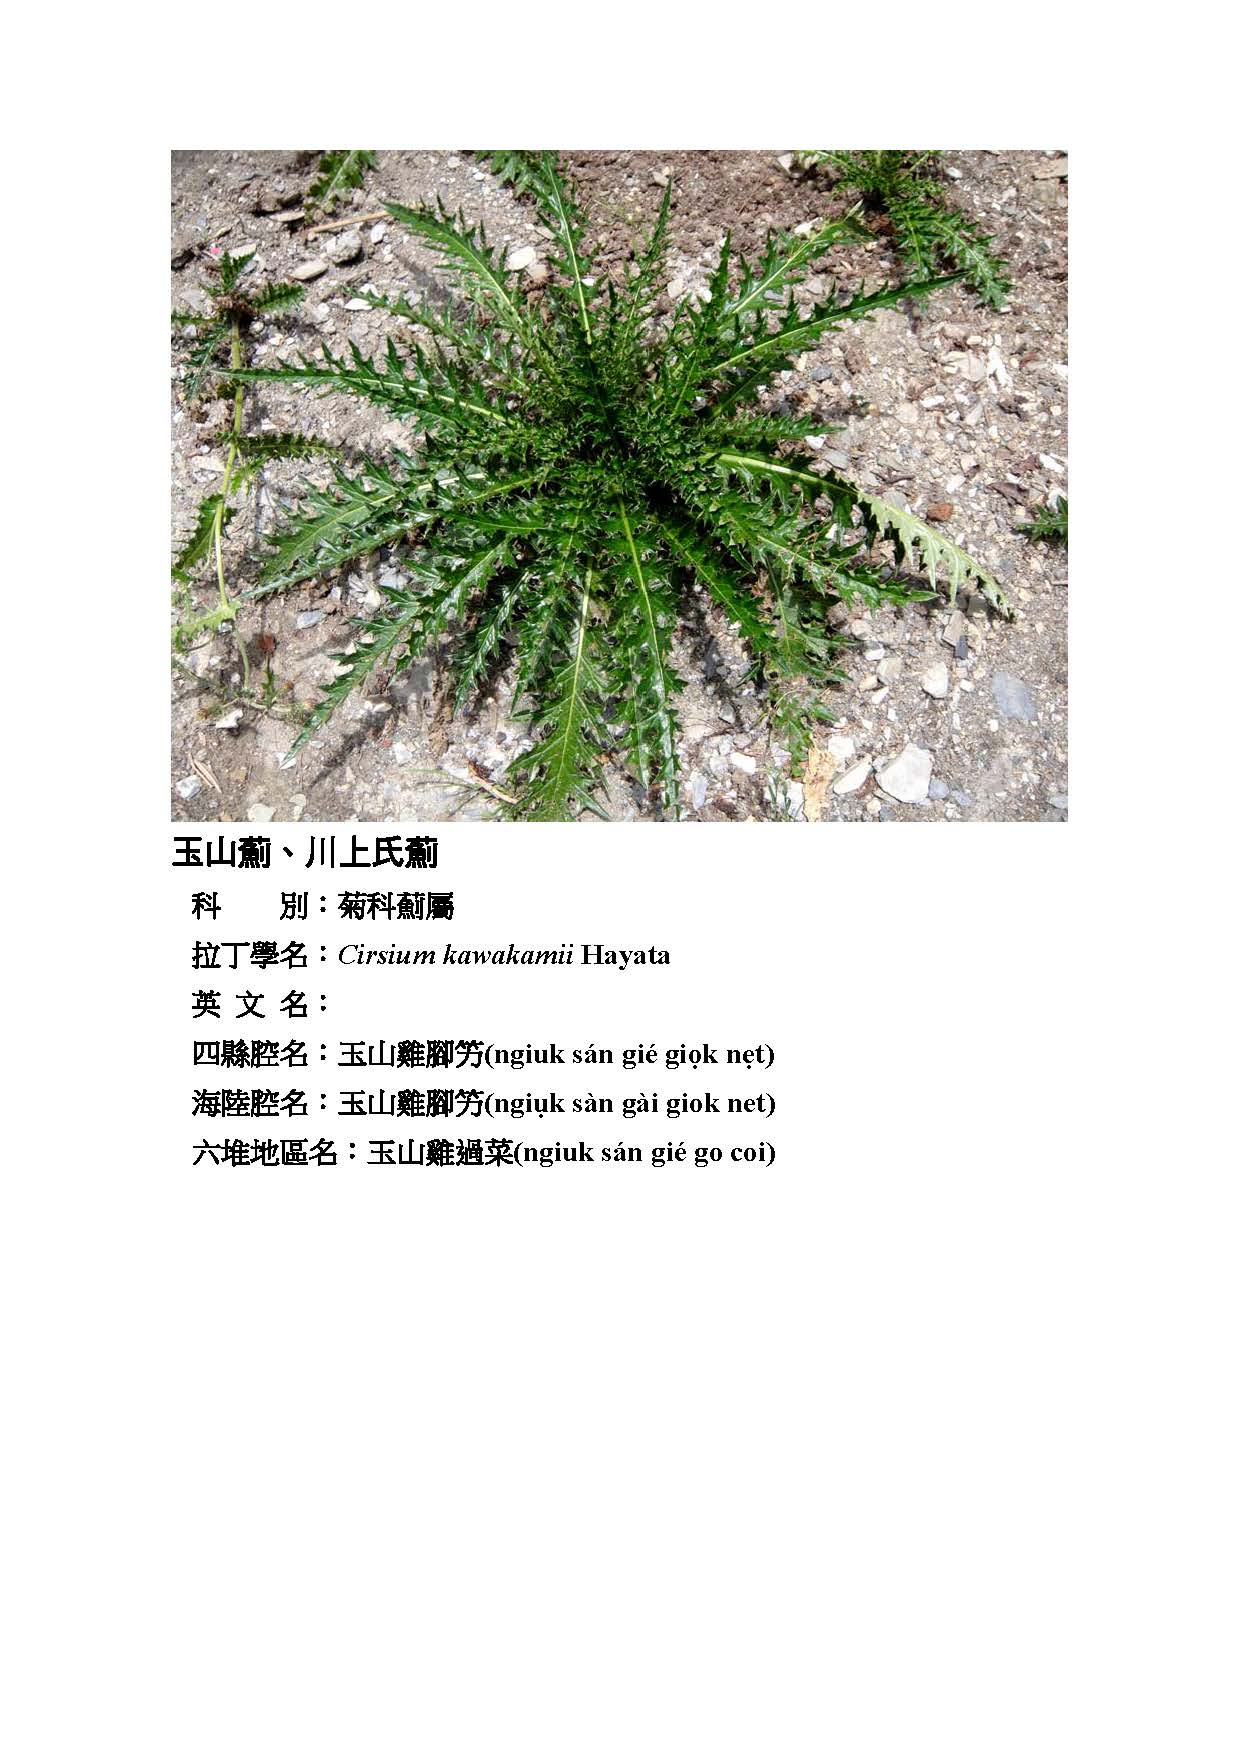 玉山薊、川上氏薊
科　　別：菊科薊屬
拉丁學名：Cirsium kawakamii Hayata
英 文 名：
四縣腔名：玉山雞腳竻(ngiuk sán gié giọk nẹt)
海陸腔名：玉山雞腳竻(ngiụk sàn gài giok net)
六堆地區名：玉山雞過菜(ngiuk sán gié go coi)